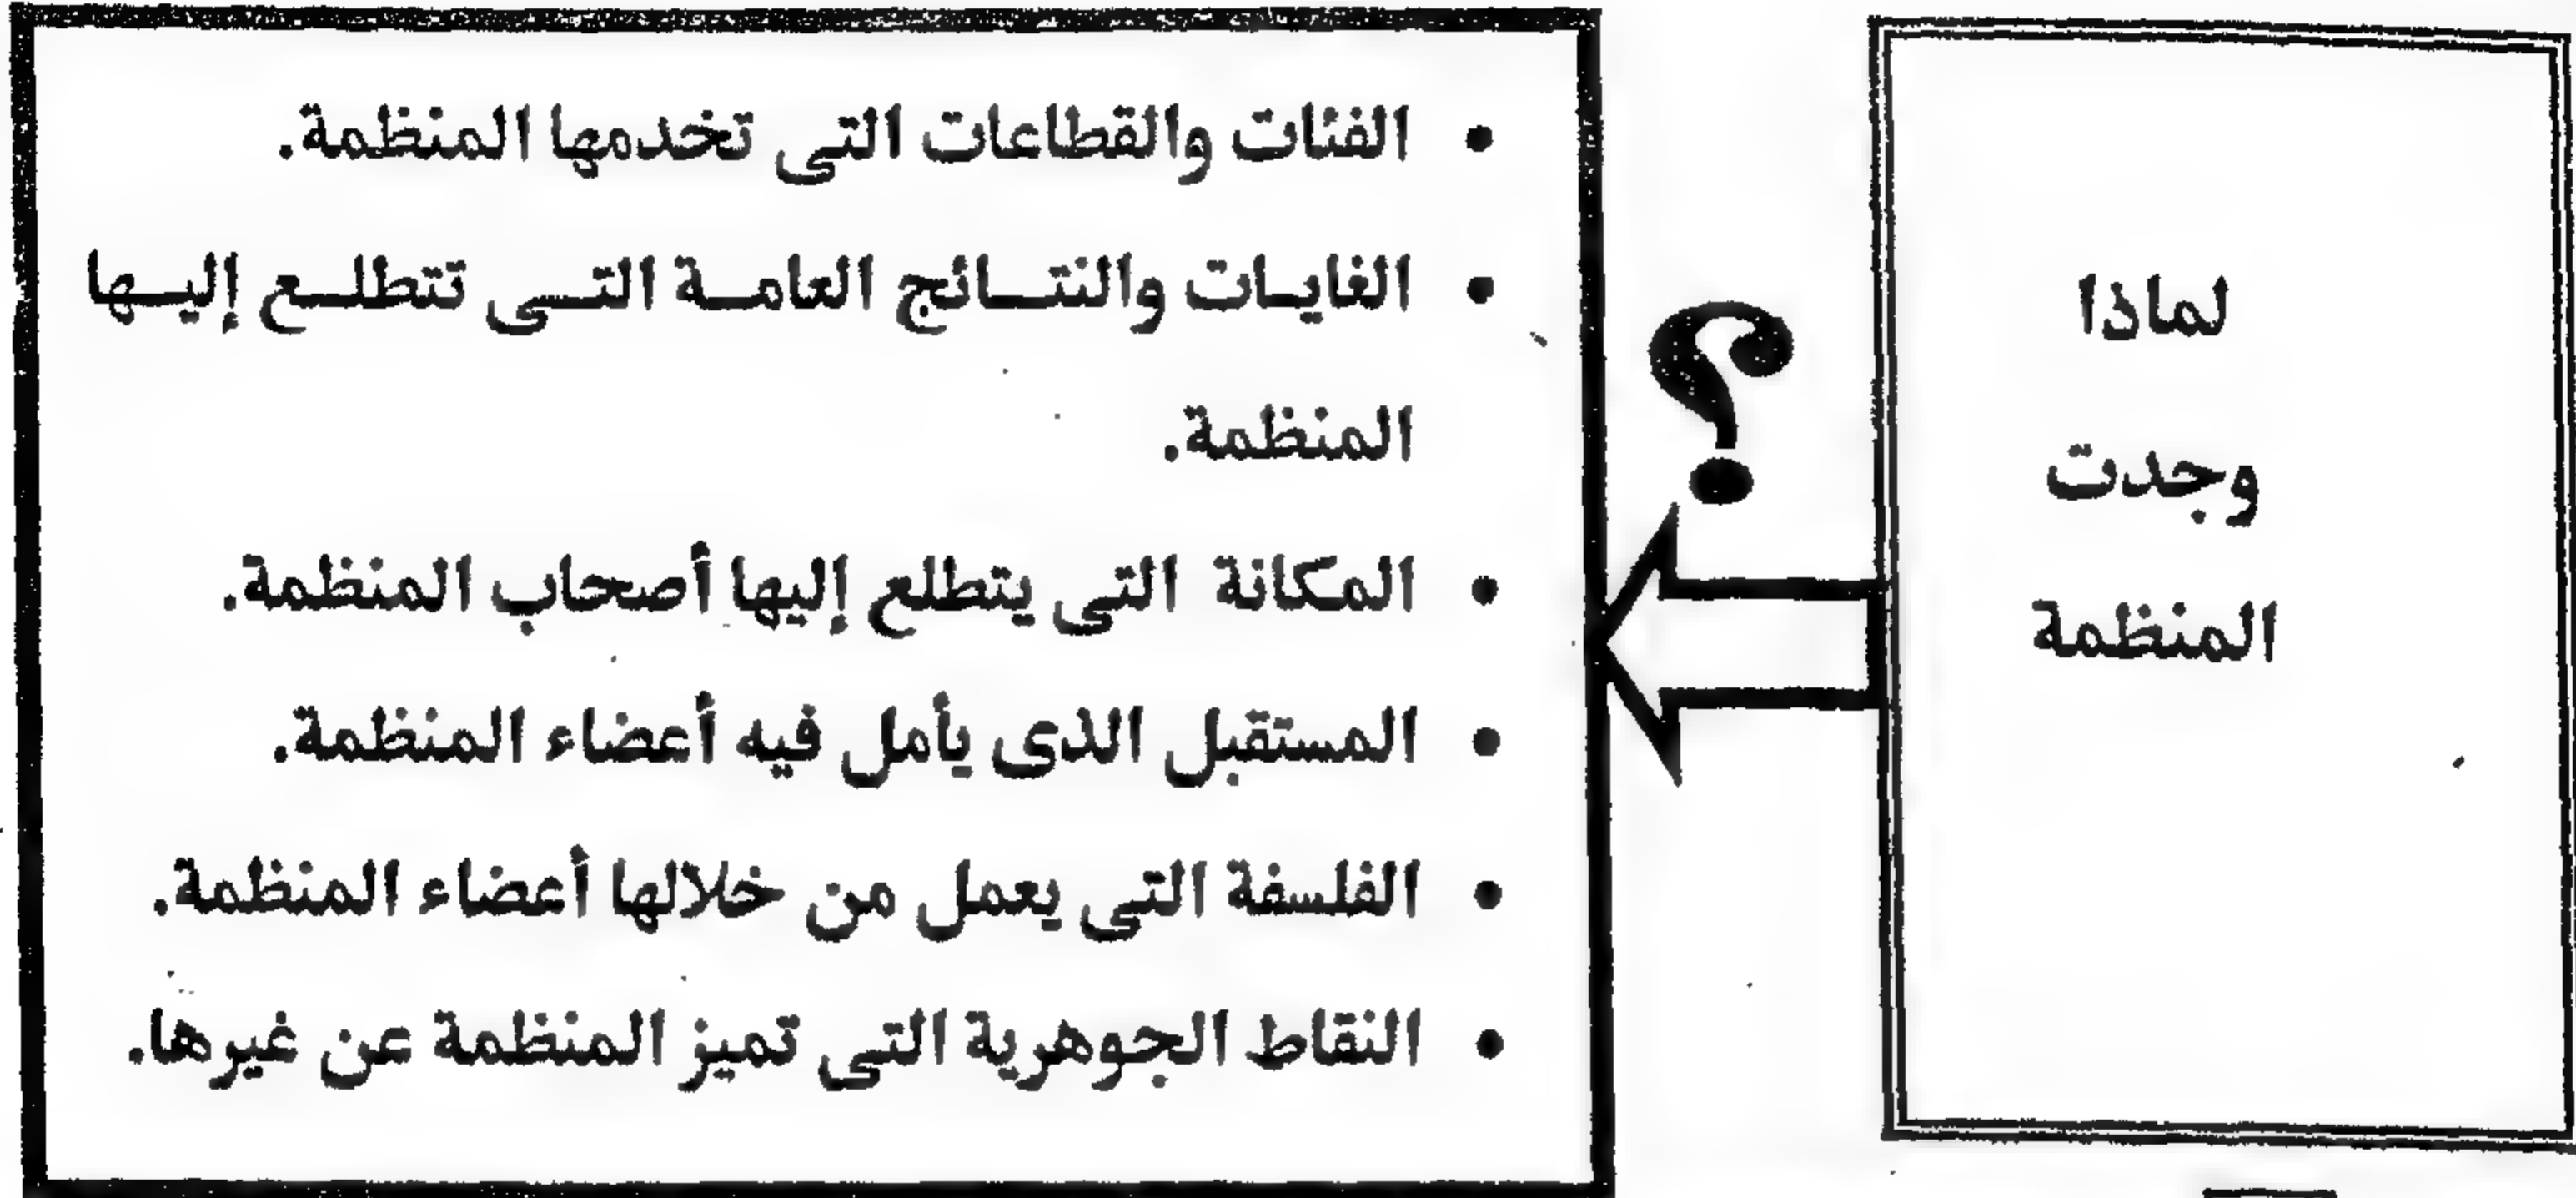 لماذا
وجدت
المنظمة
؟
• الفئات والقطاعات التى تخدمها المنظمة.
• الغايات والنتائج العامة التى تتطلع إليها
المنظمة.
• المكانة التى يتطلع إليها أصحاب المنظمة.
• المستقبل الذى يأمل فيه أعضاء المنظمة.
• الفلسفة التى يعمل من خلالها أعضاء المنظمة.
• النقاط الجوهرية التى تميز المنظمة عن غيرها.